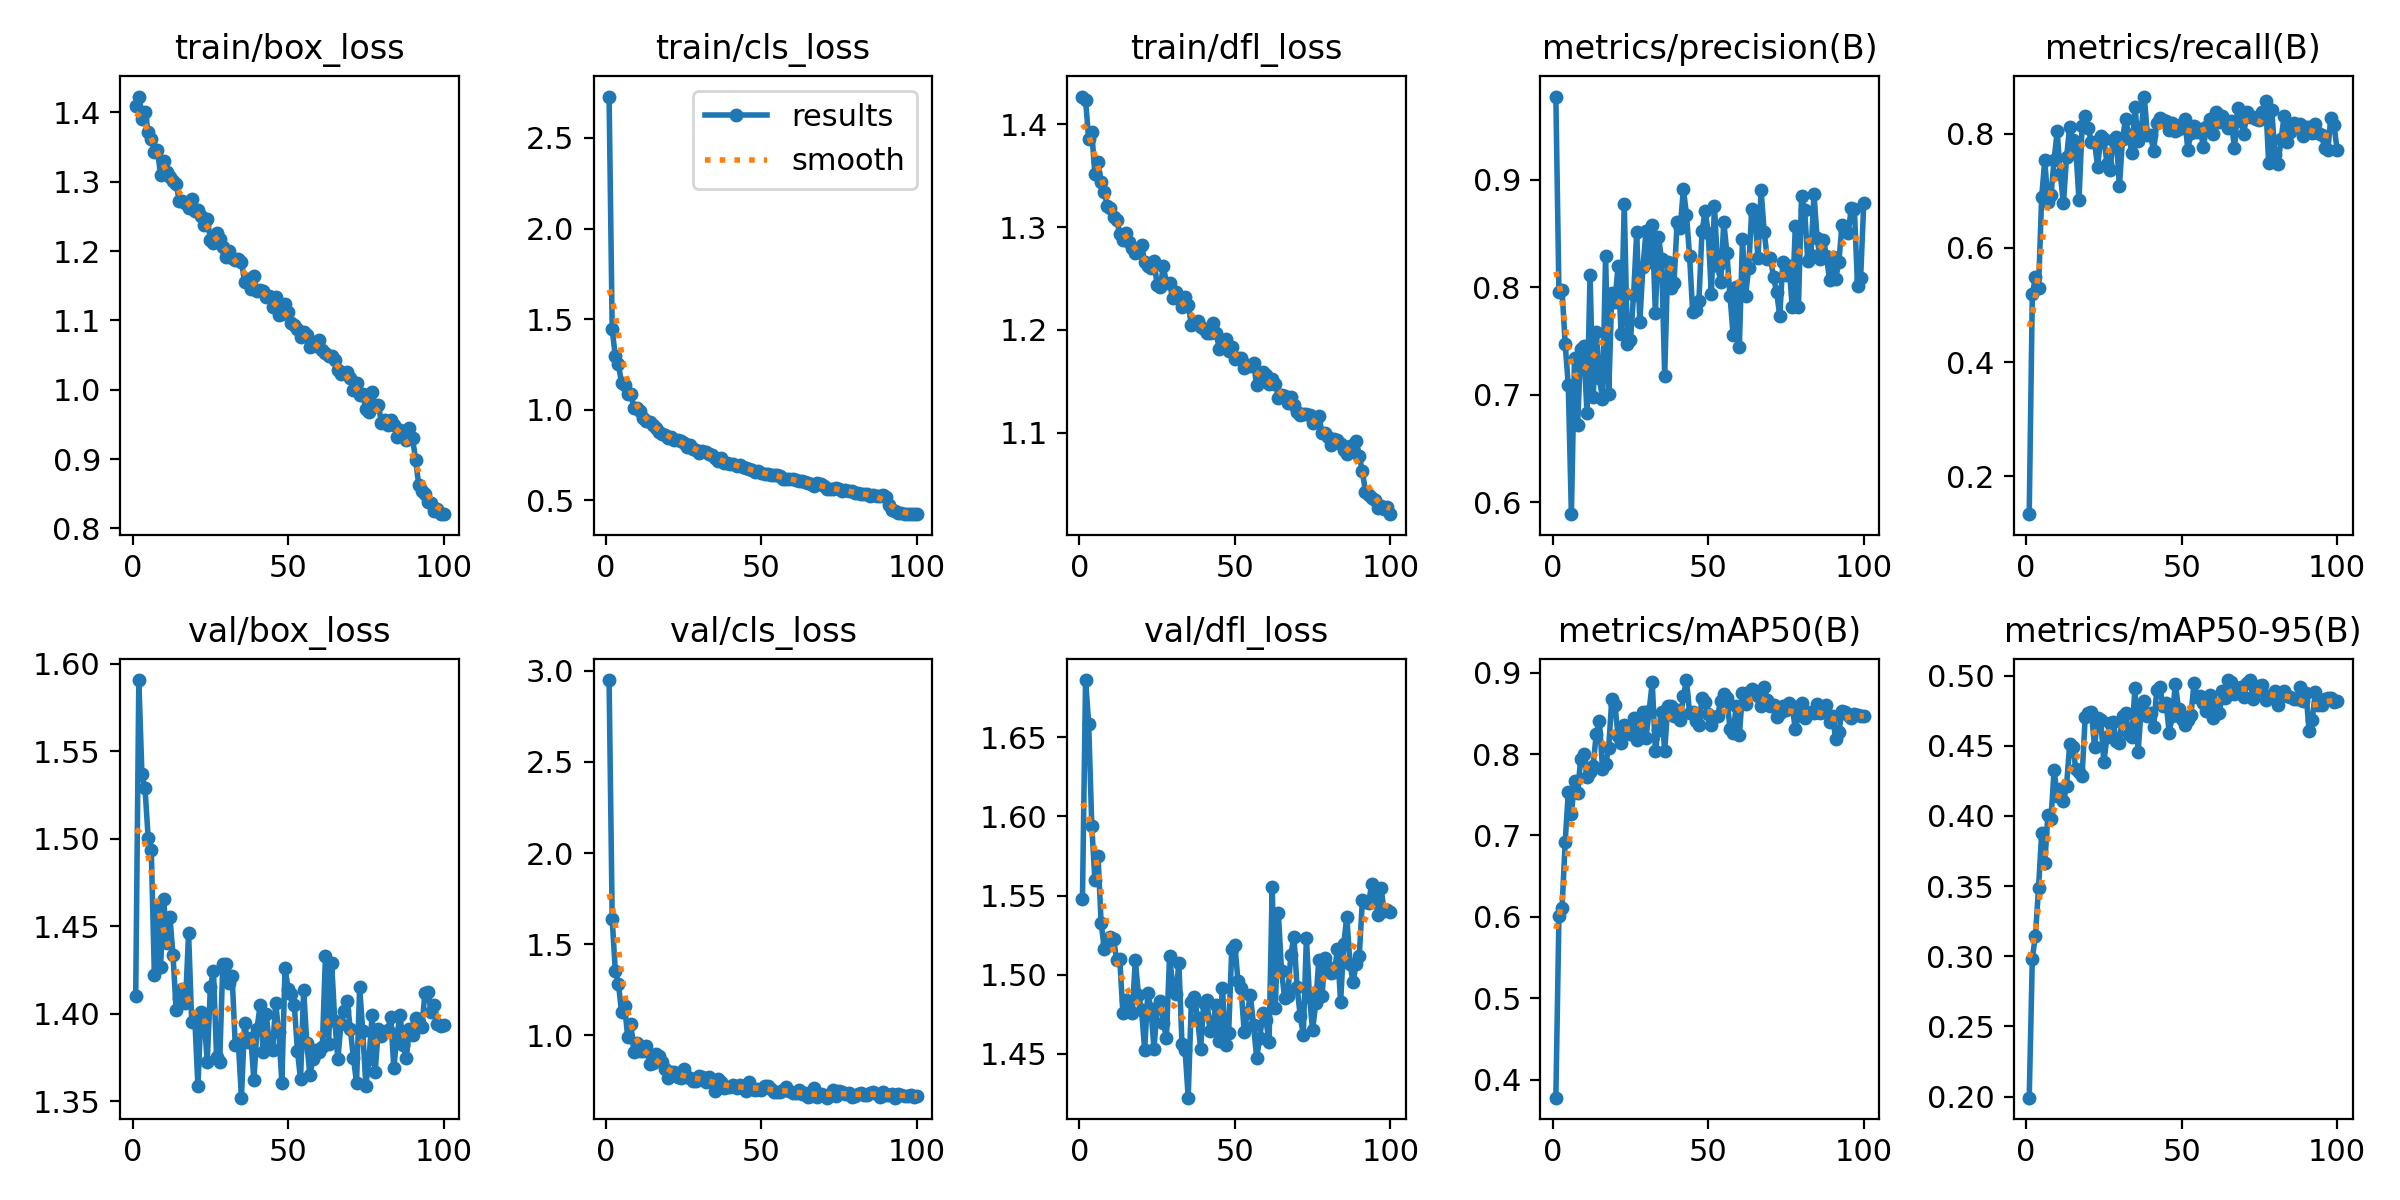 train/box_loss
1.4
1.3
1.2
1.1
1.0
0.9
0.8
0 50 100
train/cls_loss
results
smooth
2.5
2.0
1.5
1.0
0.5
0 50 100
train/dfl_loss
1.4
1.3
1.2
1.1
0 50 100
metrics/precision(B)
0.9
0.8
0.7
0.6
0 50 100
metrics/recall(B)
0.8
0.6
0.4
0.2
0 50 100
val/box_loss
1.60
1.55
1.50
1.45
1.40
1.35
0 50 100
val/cls_loss
3.0
2.5
2.0
1.5
1.0
0 50 100
val/dfl_loss
1.65
1.60
1.55
1.50
1.45
0 50 100
metrics/mAP50(B)
0.9
0.8
0.7
0.6
0.5
0.4
0 50 100
metrics/mAP50-95(B)
0.50
0.45
0.40
0.35
0.30
0.25
0.20
0 50 100